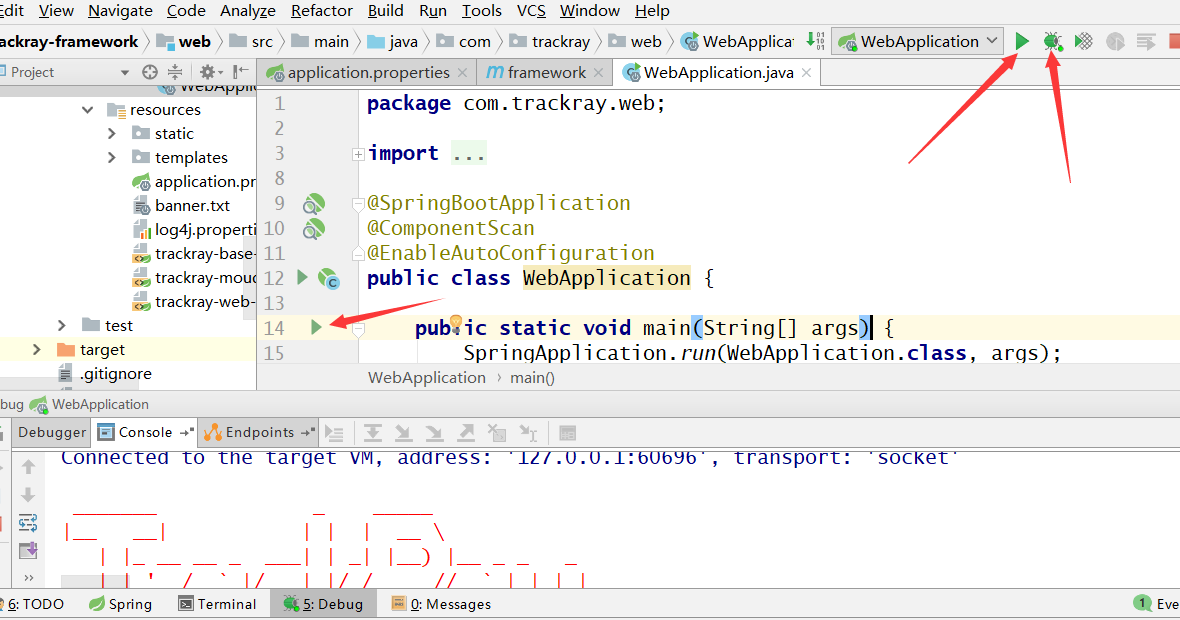 Edit View Navigate Code Analyze Refactor Build Run Tools VCS Window Help
ackray-framework web src main java com trackray web WebApplica WebApplication
Project application.properties framework WebApplication.java
WebApplic
resources
static
templates
application.pr
banner.txt
log4j.properti
trackray-base-
trackray-moud
trackray-web-
test
target
.gitignore
1 package com.trackray.web;
2
3 import ...
8
9 @SpringBootApplication
10 @ComponentScan
11 @EnableAutoConfiguration
12 public class WebApplication {
13
14 public static void main(String[] args) {
15 SpringApplication.run(WebApplication.class, args);
WebApplication › main()
bug WebApplication
Debugger Console Endpoints
Connected to the target VM, address: '127.0.0.1:60696', transport: 'socket'
6: TODO Spring Terminal 5: Debug 0: Messages 1 Eve